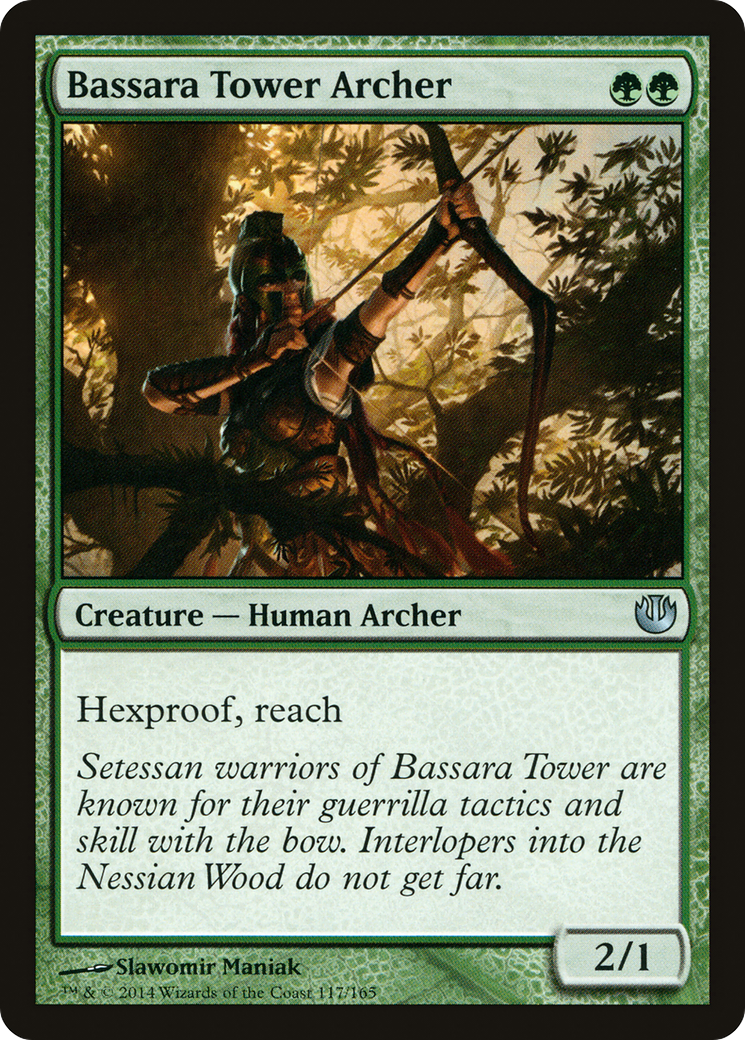 Bassara Tower Archer
Creature — Human Archer
Hexproof, reach
Setessan warriors of Bassara Tower are
known for their guerrilla tactics and
skill with the bow. Interlopers into the
Nessian Wood do not get far.
2/1
Slawomir Maniak
™ & © 2014 Wizards of the Coast 117/165